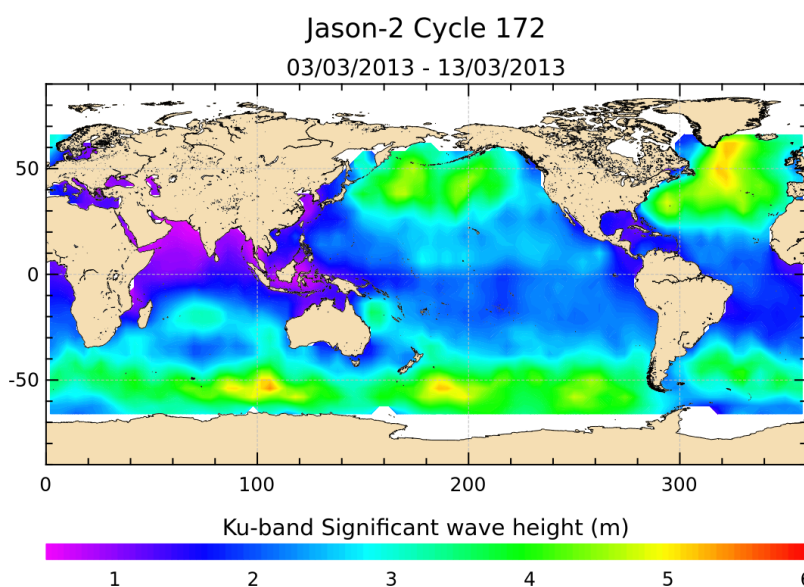 Jason-2 Cycle 172
03/03/2013 - 13/03/2013
50
0
-50
0 100 200 300
Ku-band Significant wave height (m)
1 2 3 4 5 6